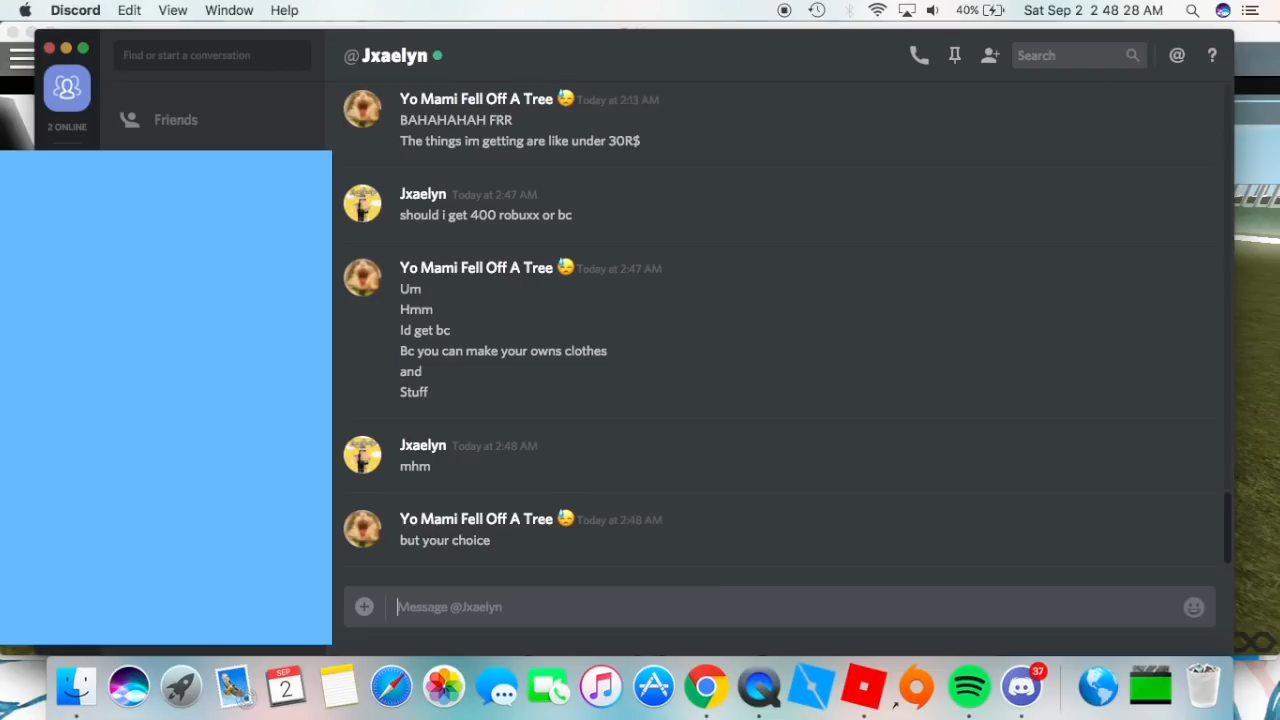 Discord Edit View Window Help 40% Sat Sep 2 2 48 28 AM
Find or start a conversation
@Jxaelyn
Search
@ ?
2 ONLINE
Friends
Yo Mami Fell Off A Tree 😓 Today at 2:13 AM
BAHAHAHAH FRR
The things im getting are like under 30R$
Jxaelyn Today at 2:47 AM
should i get 400 robuxx or bc
Yo Mami Fell Off A Tree 😓 Today at 2:47 AM
Um
Hmm
Id get bc
Bc you can make your owns clothes
and
Stuff
Jxaelyn Today at 2:48 AM
mhm
Yo Mami Fell Off A Tree 😓 Today at 2:48 AM
but your choice
Message @Jxaelyn
SEP
2
37